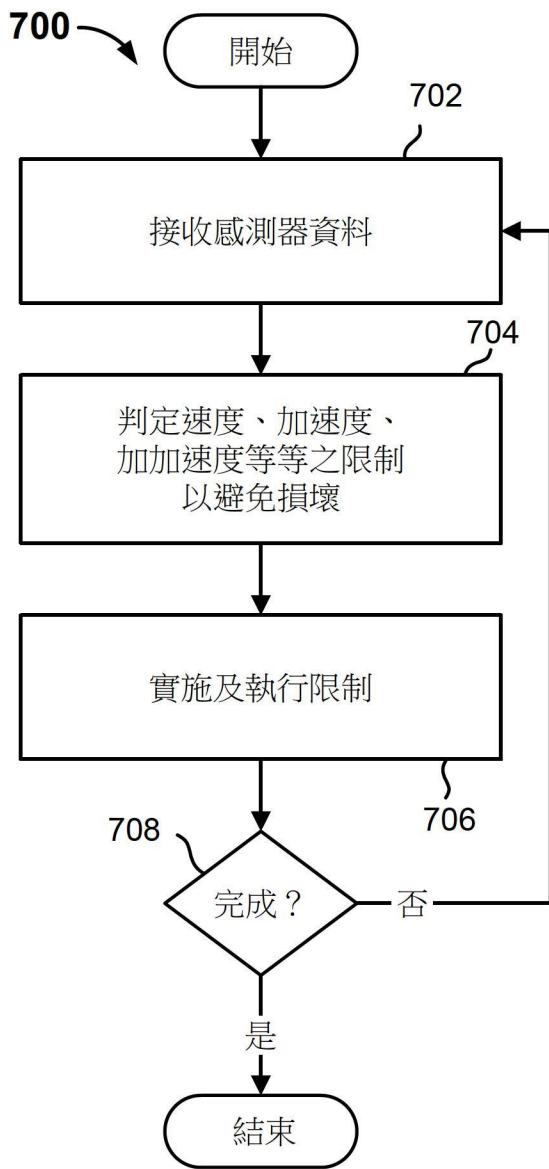 700
開始
702
接收感測器資料
704
判定速度、加速度、
加加速度等等之限制
以避免損壞
實施及執行限制
706
708
完成？
否
是
結束